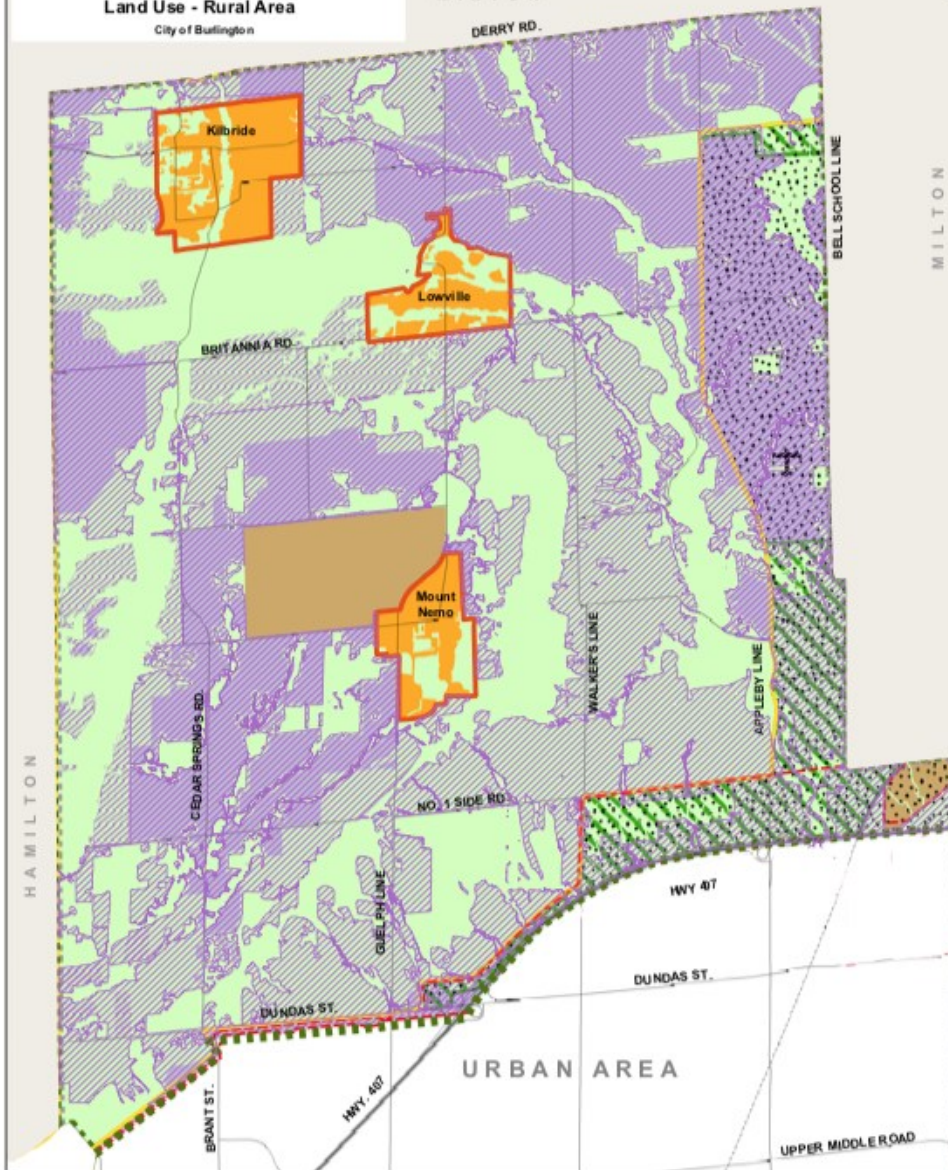 Land Use - Rural Area
City of Burlington
DERRY RD.
Kilbride
BELL SCHOOL LINE
MILTON
Lowville
BRITANNIA RD.
Mount
Nemo
WALKER'S LINE
APPLEBY LINE
CEDAR SPRINGS RD.
HAMILTON
NO. 1 SIDE RD.
GUELPH LINE
HWY 407
DUNDAS ST.
DUNDAS ST.
URBAN AREA
HWY. 407
BRANT ST.
UPPER MIDDLE ROAD